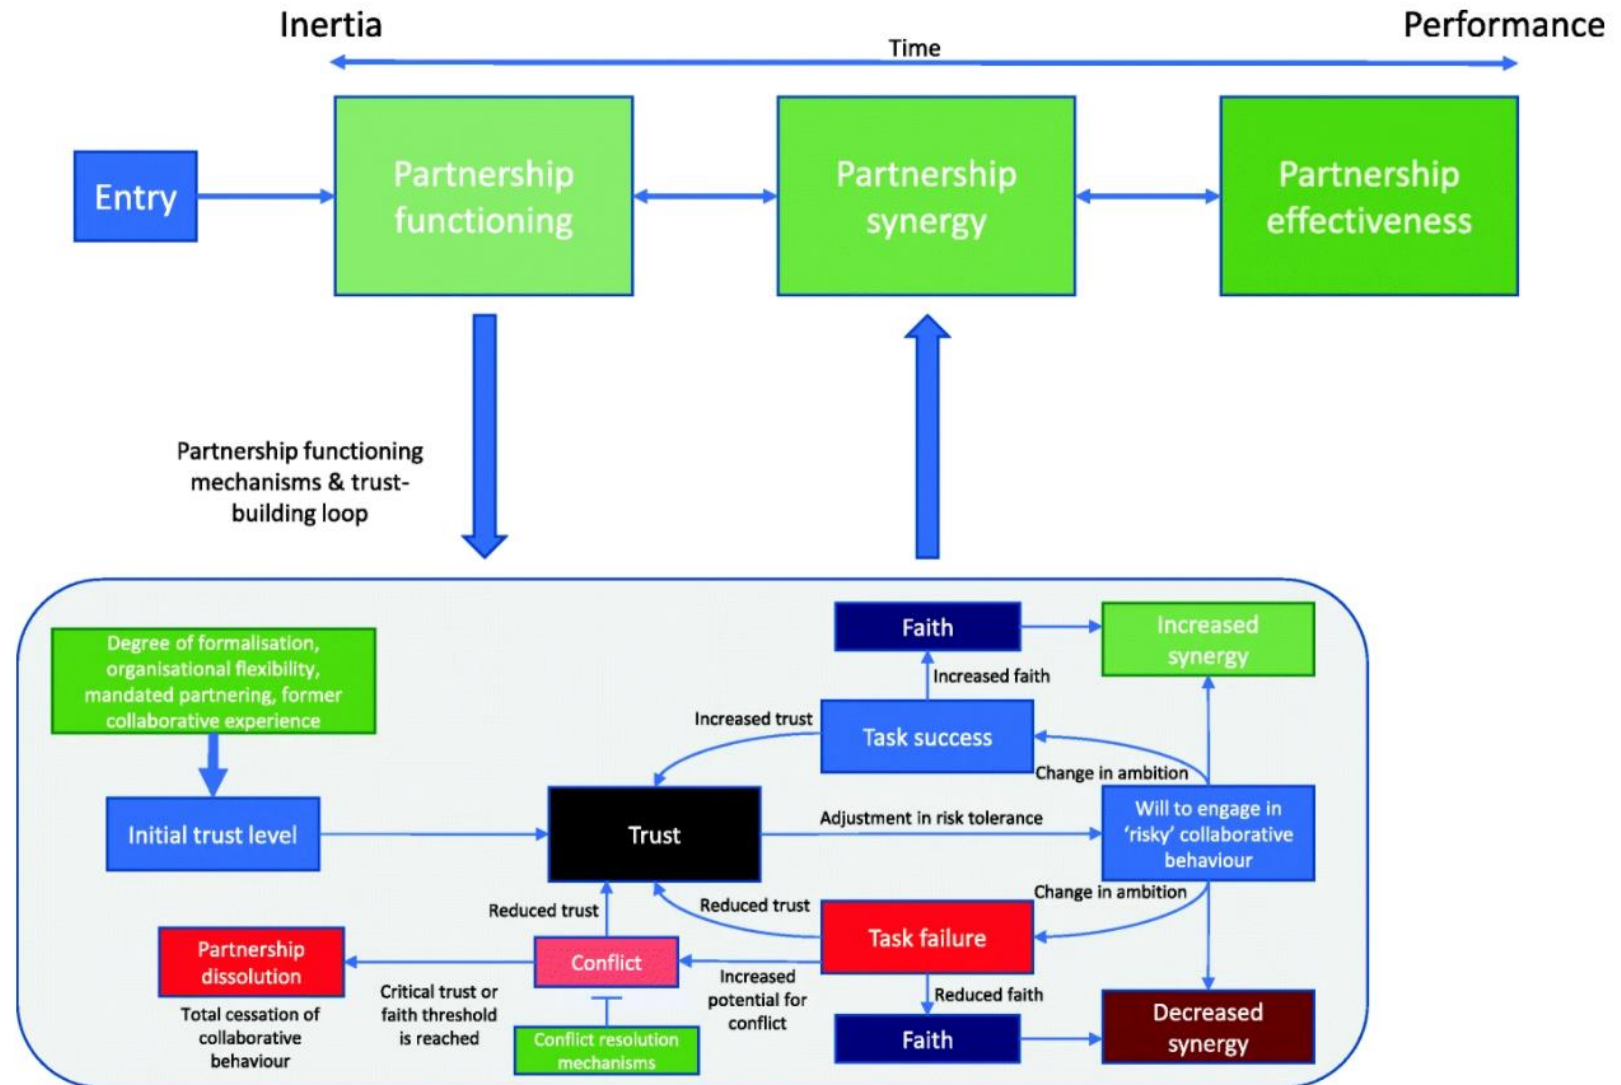 Inertia
Performance
Time
Entry
Partnership
functioning
Partnership
synergy
Partnership
effectiveness
Partnership functioning
mechanisms & trust-
building loop
Degree of formalisation,
organisational flexibility,
mandated partnering, former
collaborative experience
Faith
Increased
synergy
Increased faith
Increased trust
Task success
Change in ambition
Initial trust level
Trust
Adjustment in risk tolerance
Will to engage in
‘risky’ collaborative
behaviour
Change in ambition
Reduced trust
Reduced trust
Task failure
Partnership
dissolution
Conflict
Total cessation of
collaborative
behaviour
Critical trust or
faith threshold
is reached
Increased
potential for
conflict
Reduced faith
Conflict resolution
mechanisms
Faith
Decreased
synergy